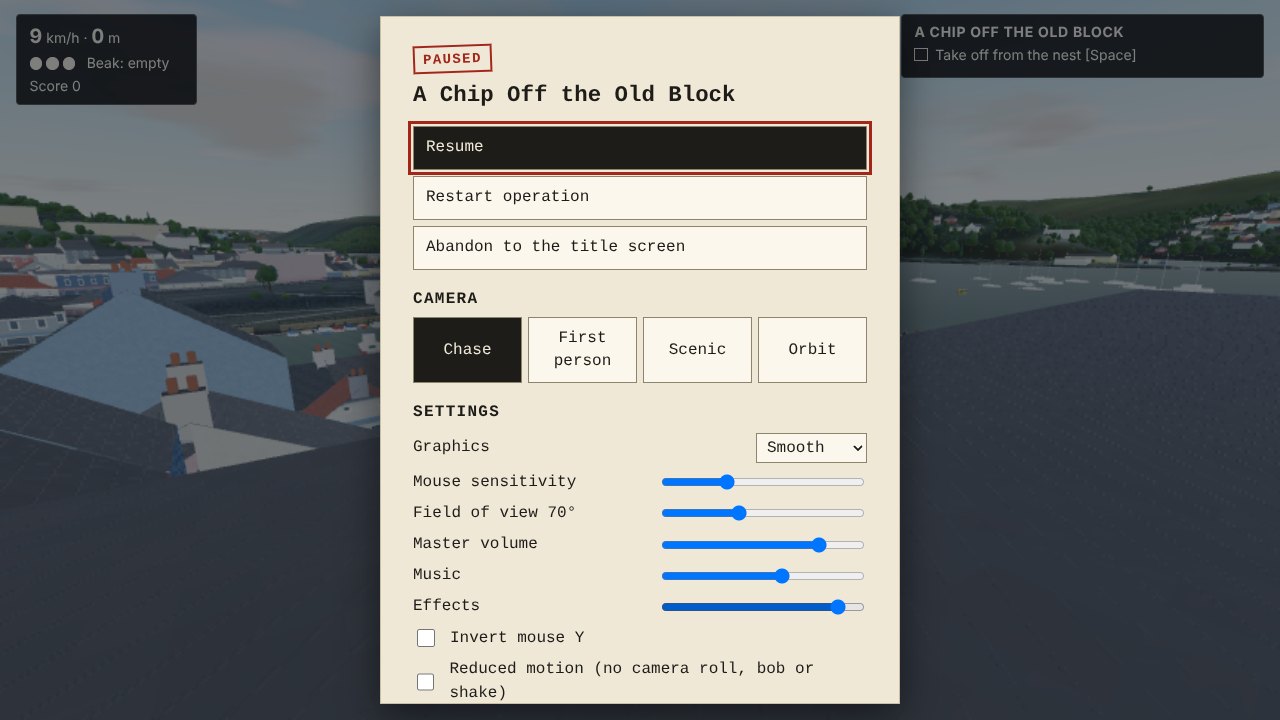 9 km/h · 0 m
Beak: empty
Score 0
A CHIP OFF THE OLD BLOCK
Take off from the nest [Space]
PAUSED
A Chip Off the Old Block
Resume
Restart operation
Abandon to the title screen
CAMERA
Chase
First
person
Scenic
Orbit
SETTINGS
Graphics
Smooth
Mouse sensitivity
Field of view 70°
Master volume
Music
Effects
Invert mouse Y
Reduced motion (no camera roll, bob or
shake)